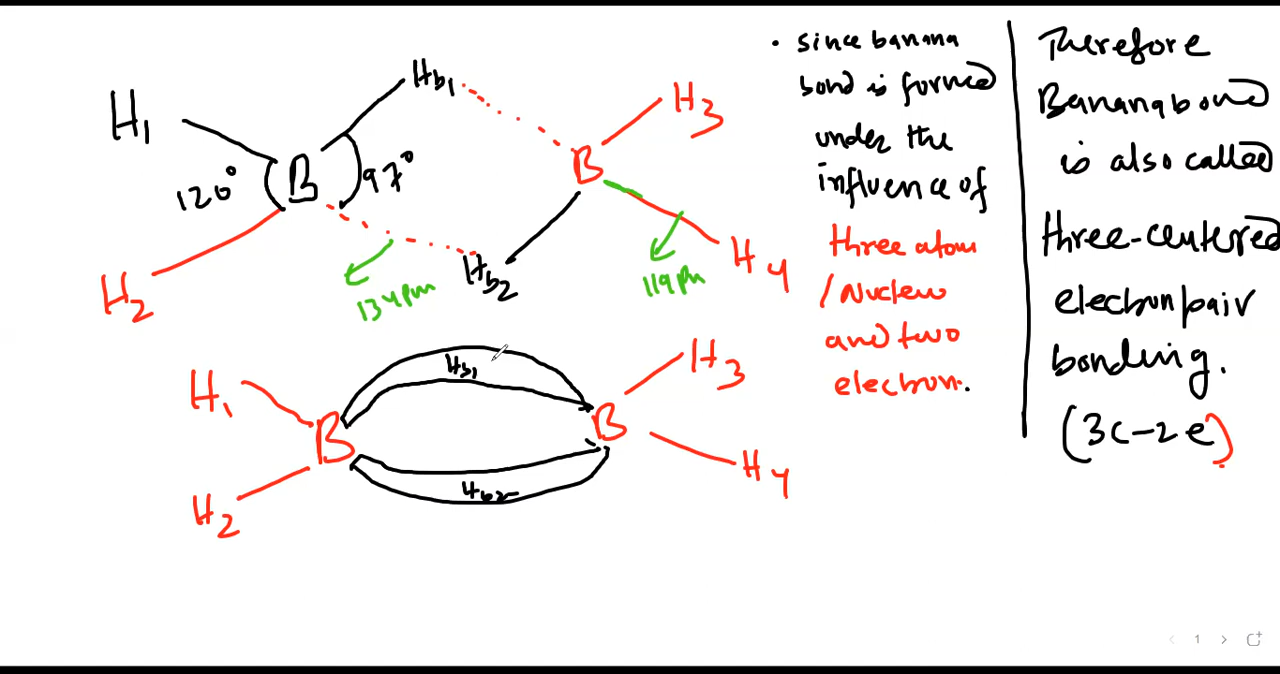 H1
Hb1
H3
120°
B
97°
B
H2
134pm
Hb2
119pm
H4
H1
Hb1
H3
B
B
H2
Hb2
H4
• since banana
bond is formed
under the
influence of
three atom
/ Nucleus
and two
electron.
Therefore
Banana bond
is also called
three-centered
electron pair
bonding.
(3c-2e)
1